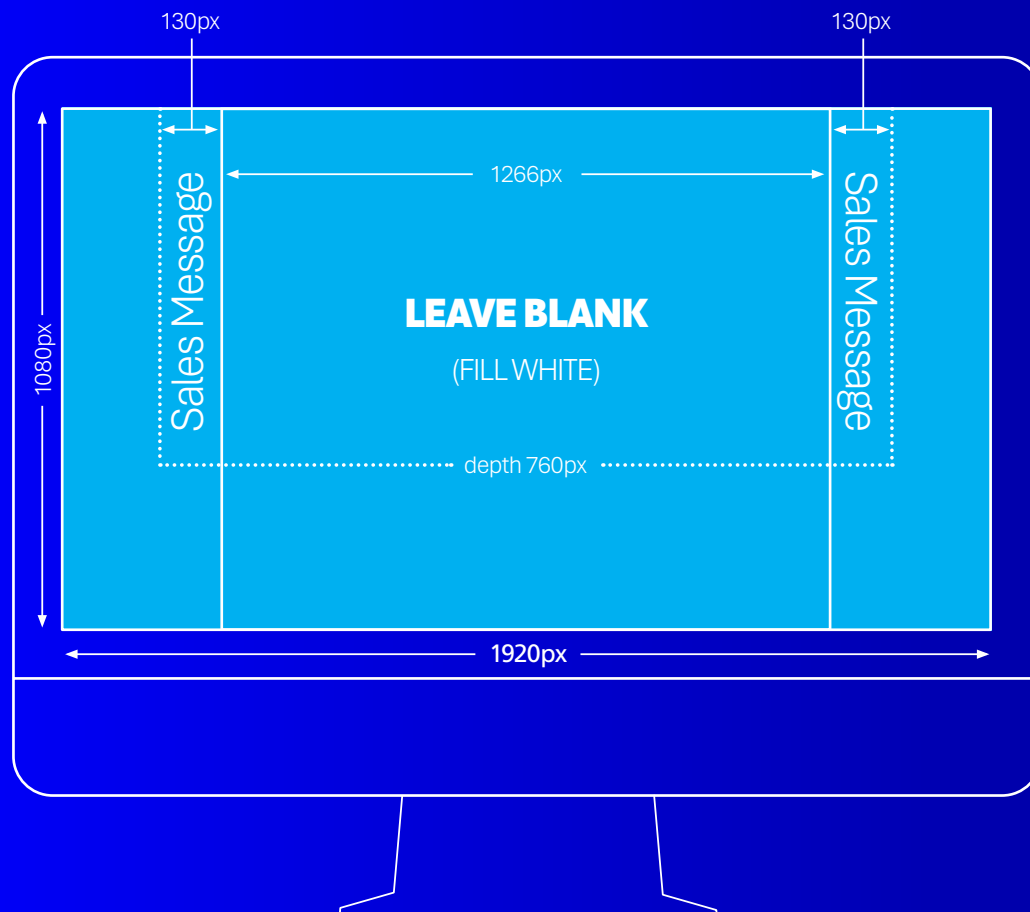 130px
130px
1266px
Sales Message
Sales Message
LEAVE BLANK
(FILL WHITE)
1080px
depth 760px
1920px